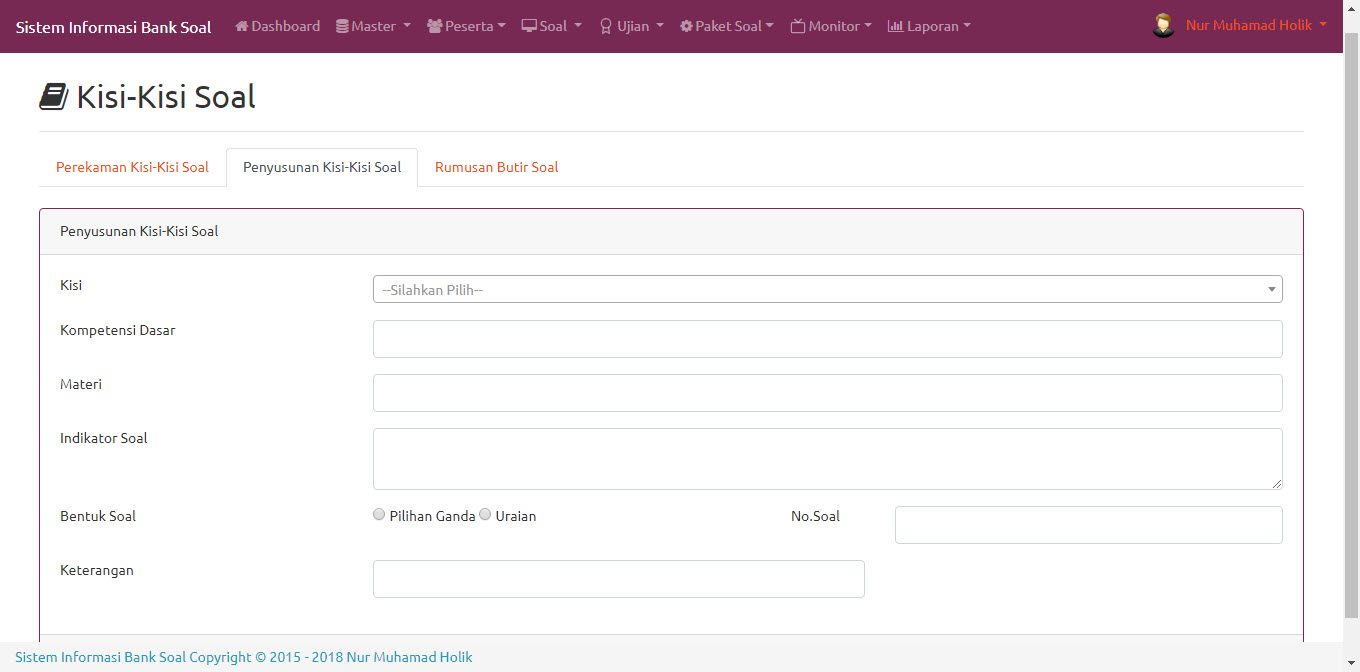 Sistem Informasi Bank Soal Dashboard Master Peserta Soal Ujian Paket Soal Monitor Laporan Nur Muhamad Holik
Kisi-Kisi Soal
Perekaman Kisi-Kisi Soal Penyusunan Kisi-Kisi Soal Rumusan Butir Soal
Penyusunan Kisi-Kisi Soal
Kisi --Silahkan Pilih--
Kompetensi Dasar
Materi
Indikator Soal
Bentuk Soal Pilihan Ganda Uraian No.Soal
Keterangan
Sistem Informasi Bank Soal Copyright © 2015 - 2018 Nur Muhamad Holik